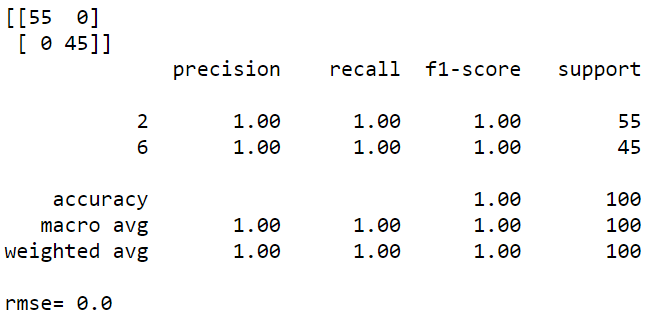 [[55  0]
 [ 0 45]]
              precision    recall  f1-score   support

           2       1.00      1.00      1.00        55
           6       1.00      1.00      1.00        45

    accuracy                           1.00       100
   macro avg       1.00      1.00      1.00       100
weighted avg       1.00      1.00      1.00       100

rmse= 0.0